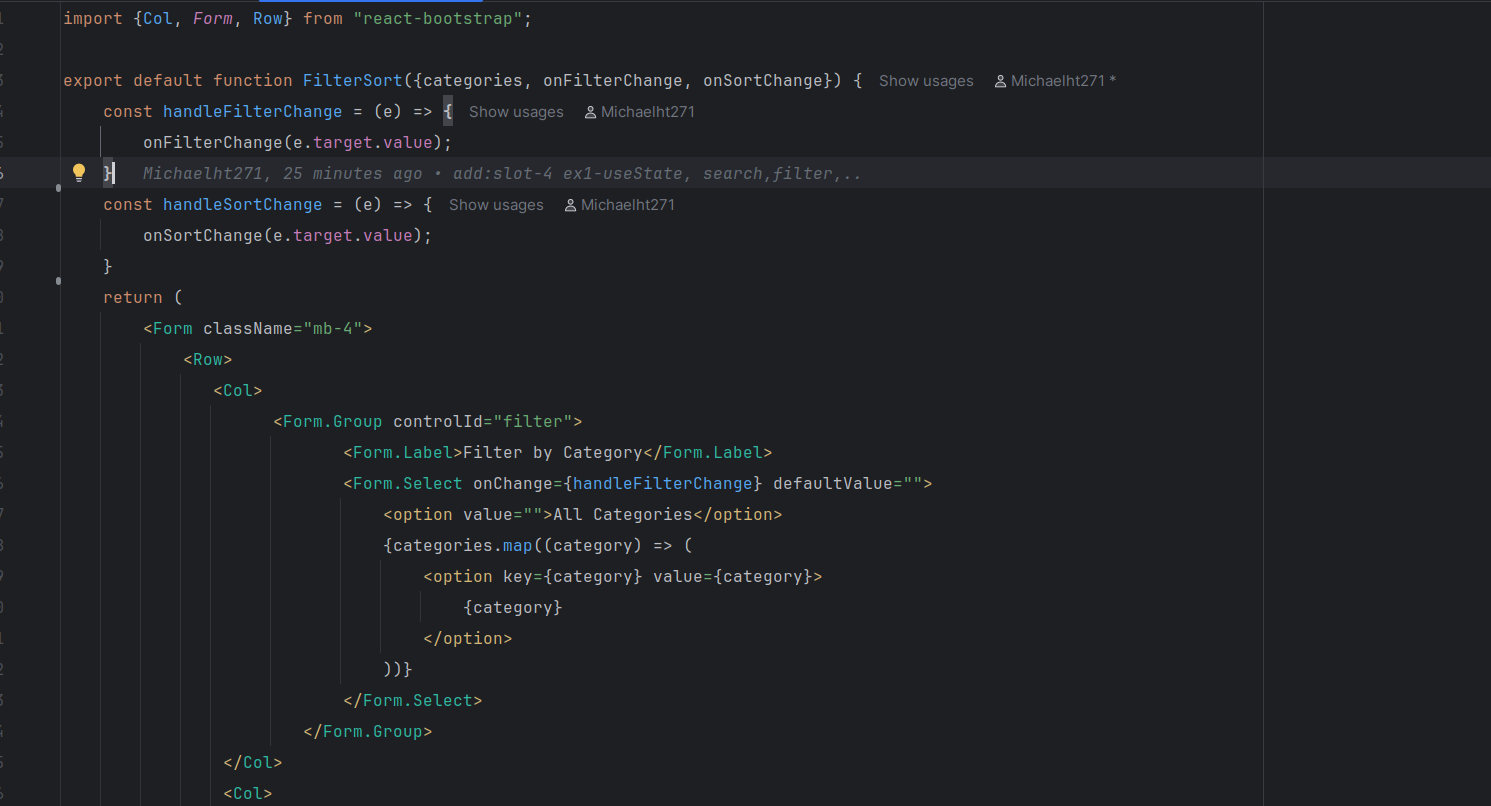 import {Col, Form, Row} from "react-bootstrap";
export default function FilterSort({categories, onFilterChange, onSortChange}) { Show usages Michaelht271 *
const handleFilterChange = (e) => { Show usages Michaelht271
onFilterChange(e.target.value);
} Michaelht271, 25 minutes ago • add:slot-4 ex1-useState, search,filter,..
const handleSortChange = (e) => { Show usages Michaelht271
onSortChange(e.target.value);
}
return (
<Form className="mb-4">
<Row>
<Col>
<Form.Group controlId="filter">
<Form.Label>Filter by Category</Form.Label>
<Form.Select onChange={handleFilterChange} defaultValue="">
<option value="">All Categories</option>
{categories.map((category) => (
<option key={category} value={category}>
{category}
</option>
))}
</Form.Select>
</Form.Group>
</Col>
<Col>